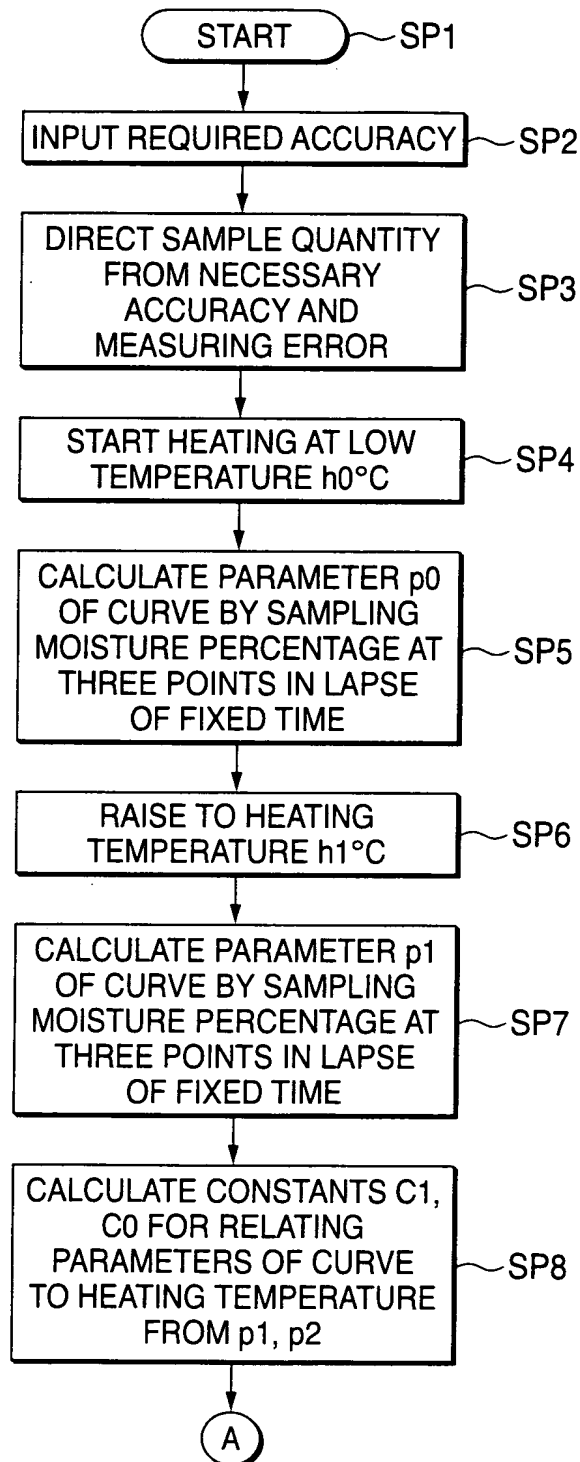 START
SP1
INPUT REQUIRED ACCURACY
SP2
DIRECT SAMPLE QUANTITY
FROM NECESSARY
ACCURACY AND
MEASURING ERROR
SP3
START HEATING AT LOW
TEMPERATURE h0°C
SP4
CALCULATE PARAMETER p0
OF CURVE BY SAMPLING
MOISTURE PERCENTAGE AT
THREE POINTS IN LAPSE
OF FIXED TIME
SP5
RAISE TO HEATING
TEMPERATURE h1°C
SP6
CALCULATE PARAMETER p1
OF CURVE BY SAMPLING
MOISTURE PERCENTAGE AT
THREE POINTS IN LAPSE
OF FIXED TIME
SP7
CALCULATE CONSTANTS C1,
C0 FOR RELATING
PARAMETERS OF CURVE
TO HEATING TEMPERATURE
FROM p1, p2
SP8
A